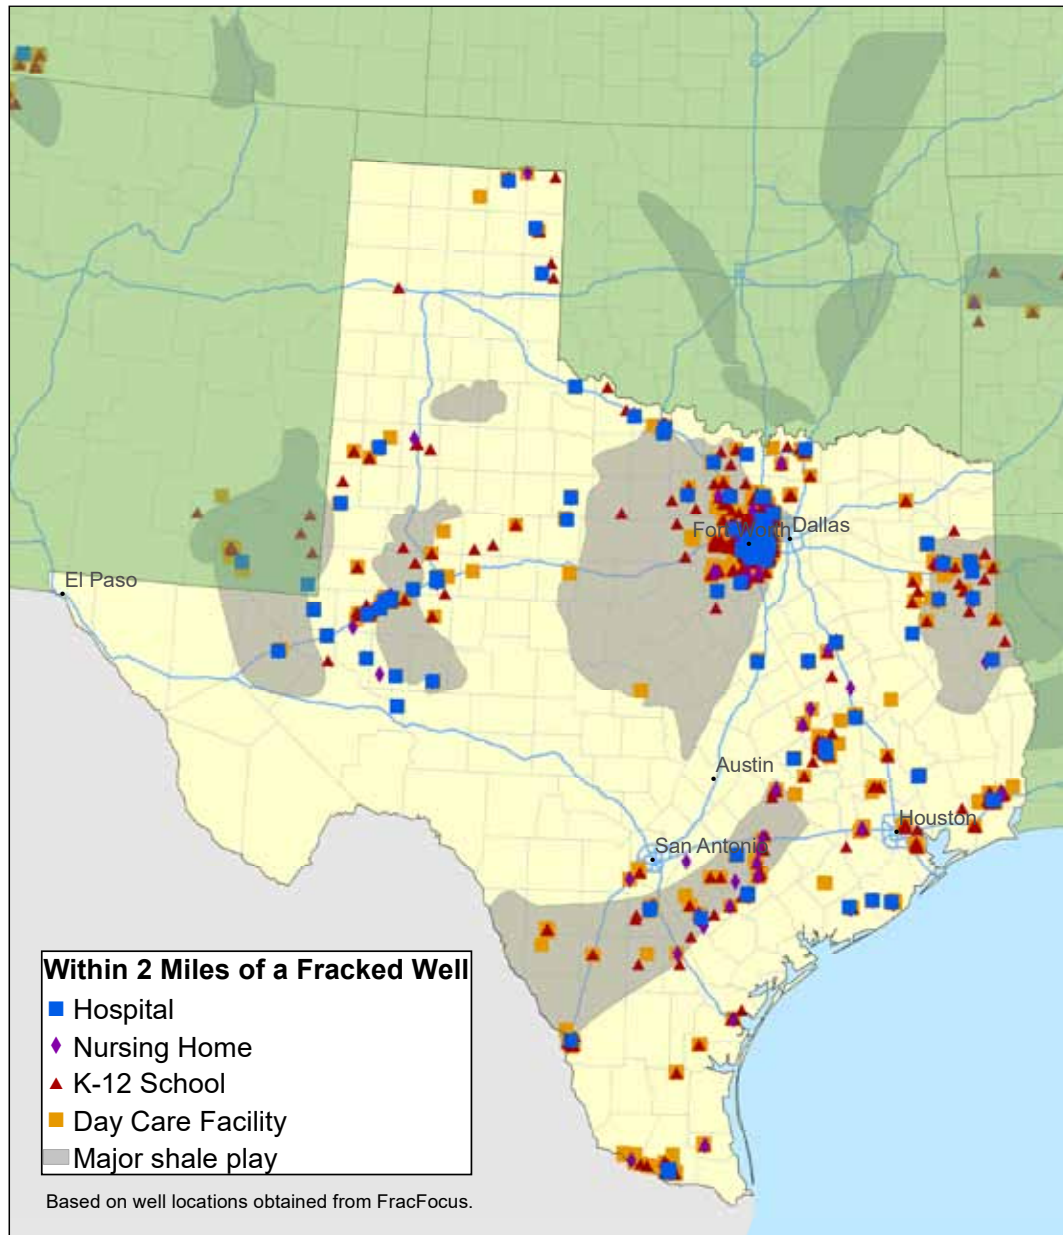 Fort Worth
Dallas
El Paso
Austin
Houston
San Antonio
Within 2 Miles of a Fracked Well
Hospital
Nursing Home
K-12 School
Day Care Facility
Major shale play
Based on well locations obtained from FracFocus.